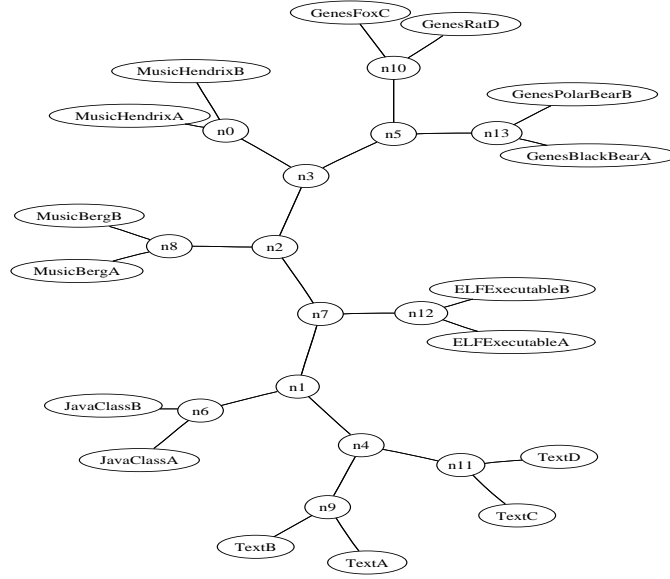 GenesFoxC
GenesRatD
n10
MusicHendrixB
GenesPolarBearB
MusicHendrixA
n0
n5
n13
GenesBlackBearA
n3
MusicBergB
n8
n2
MusicBergA
ELFExecutableB
n7
n12
ELFExecutableA
n1
JavaClassB
n6
n4
JavaClassA
n11
TextD
n9
TextC
TextB
TextA